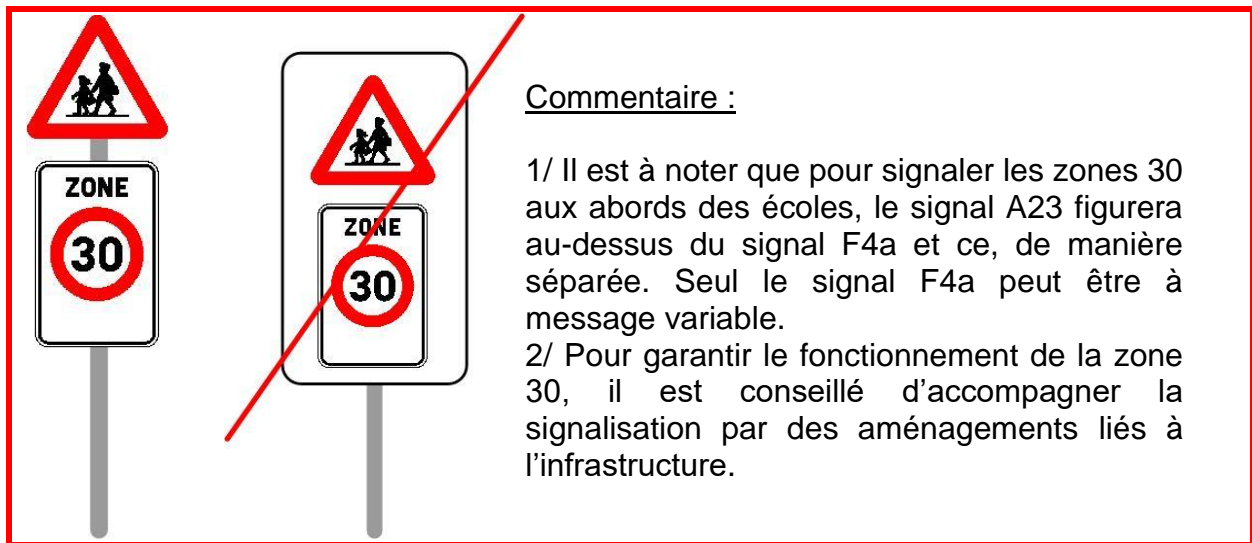 ZONE
30
ZONE
30
Commentaire :
1/ Il est à noter que pour signaler les zones 30
aux abords des écoles, le signal A23 figurera
au-dessus du signal F4a et ce, de manière
séparée. Seul le signal F4a peut être à
message variable.
2/ Pour garantir le fonctionnement de la zone
30, il est conseillé d’accompagner la
signalisation par des aménagements liés à
l’infrastructure.